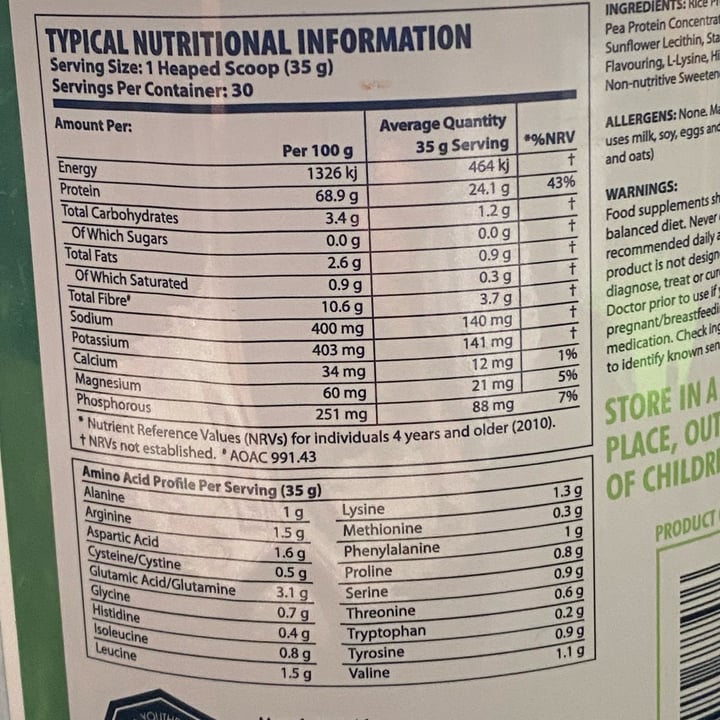 TYPICAL NUTRITIONAL INFORMATION
Serving Size: 1 Heaped Scoop (35 g)
Servings Per Container: 30
Amount Per: Average Quantity
Per 100 g 35 g Serving *%NRV
Energy 1326 kj 464 kj †
Protein 68.9 g 24.1 g 43%
Total Carbohydrates 3.4 g 1.2 g †
Of Which Sugars 0.0 g 0.0 g †
Total Fats 2.6 g 0.9 g †
Of Which Saturated 0.9 g 0.3 g †
Total Fibre• 10.6 g 3.7 g †
Sodium 400 mg 140 mg †
Potassium 403 mg 141 mg †
Calcium 34 mg 12 mg 1%
Magnesium 60 mg 21 mg 5%
Phosphorous 251 mg 88 mg 7%
* Nutrient Reference Values (NRVs) for individuals 4 years and older (2010).
† NRVs not established. • AOAC 991.43
Amino Acid Profile Per Serving (35 g)
Alanine 1 g
Arginine 1.5 g
Aspartic Acid 1.6 g
Cysteine/Cystine 0.5 g
Glutamic Acid/Glutamine 3.1 g
Glycine 0.7 g
Histidine 0.4 g
Isoleucine 0.8 g
Leucine 1.5 g
Lysine 1.3 g
Methionine 0.3 g
Phenylalanine 1 g
Proline 0.8 g
Serine 0.9 g
Threonine 0.6 g
Tryptophan 0.2 g
Tyrosine 0.9 g
Valine 1.1 g
INGREDIENTS: Rice
Pea Protein
Sunflower Lecithin,
Flavouring, L-Lysine,
Non-nutritive
ALLERGENS: None.
uses milk, soy, eggs and
and oats)
WARNINGS:
Food supplements
balanced diet. Never
recommended daily
product is not
diagnose, treat or
Doctor prior to use if
pregnant/
medication. Check
to identify known
STORE IN A
PLACE, OUT
OF
PRODUCT